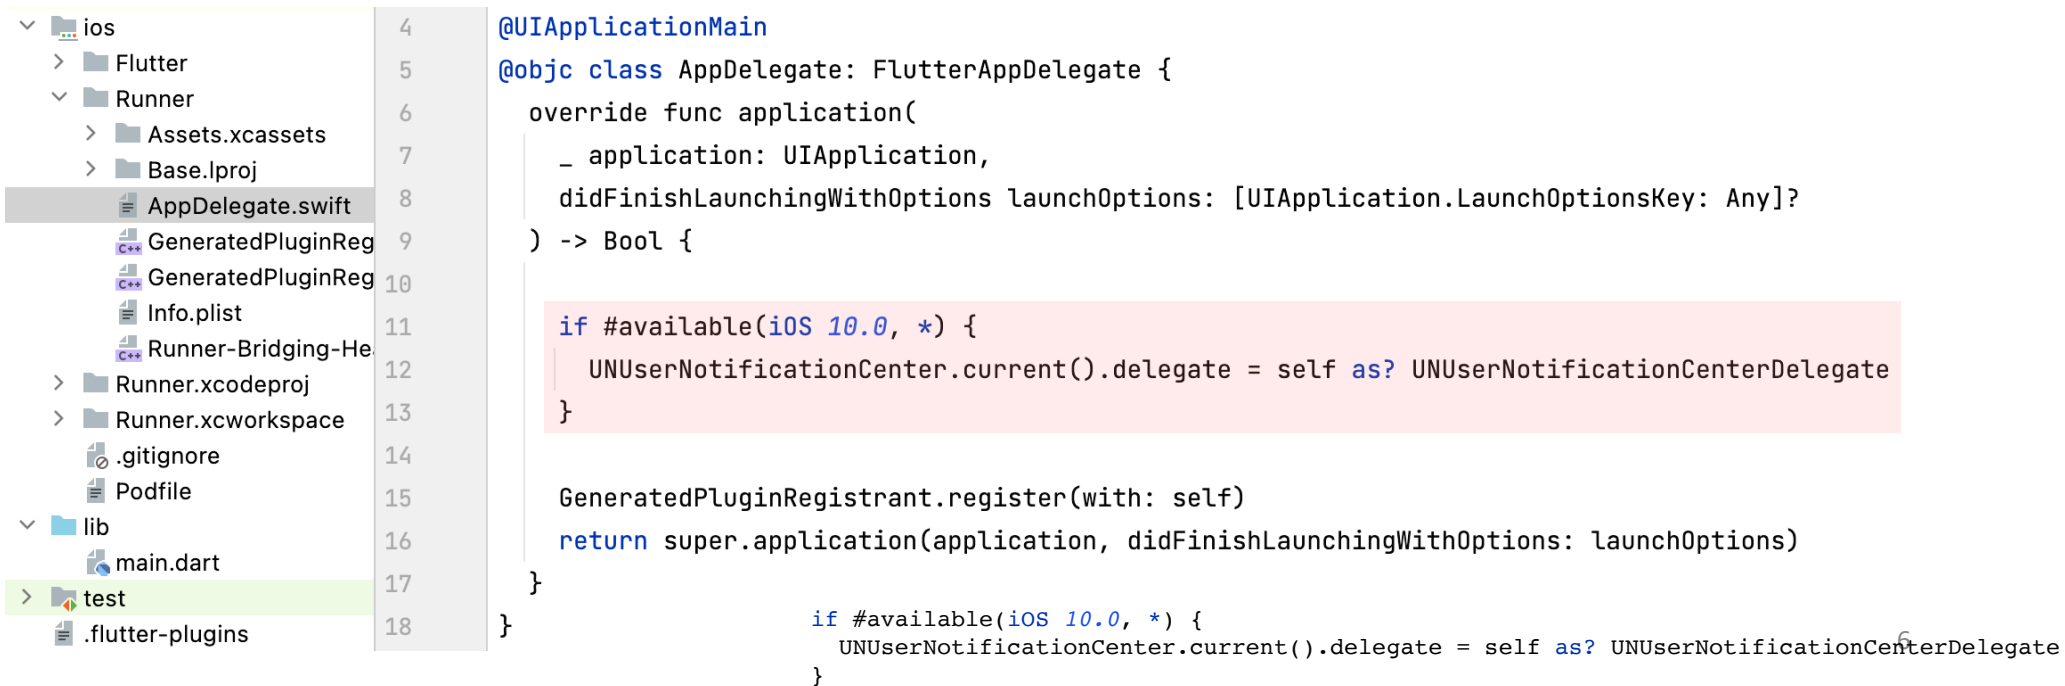 ios
Flutter
Runner
Assets.xcassets
Base.lproj
AppDelegate.swift
C++ GeneratedPluginReg
C++ GeneratedPluginReg
Info.plist
C++ Runner-Bridging-Hea
Runner.xcodeproj
Runner.xcworkspace
.gitignore
Podfile
lib
main.dart
test
.flutter-plugins
4 @UIApplicationMain
5 @objc class AppDelegate: FlutterAppDelegate {
6 override func application(
7 _ application: UIApplication,
8 didFinishLaunchingWithOptions launchOptions: [UIApplication.LaunchOptionsKey: Any]?
9 ) -> Bool {
10
11 if #available(iOS 10.0, *) {
12 UNUserNotificationCenter.current().delegate = self as? UNUserNotificationCenterDelegate
13 }
14
15 GeneratedPluginRegistrant.register(with: self)
16 return super.application(application, didFinishLaunchingWithOptions: launchOptions)
17 }
18 }
if #available(iOS 10.0, *) {
UNUserNotificationCenter.current().delegate = self as? UNUserNotificationCenterDelegate
}
6